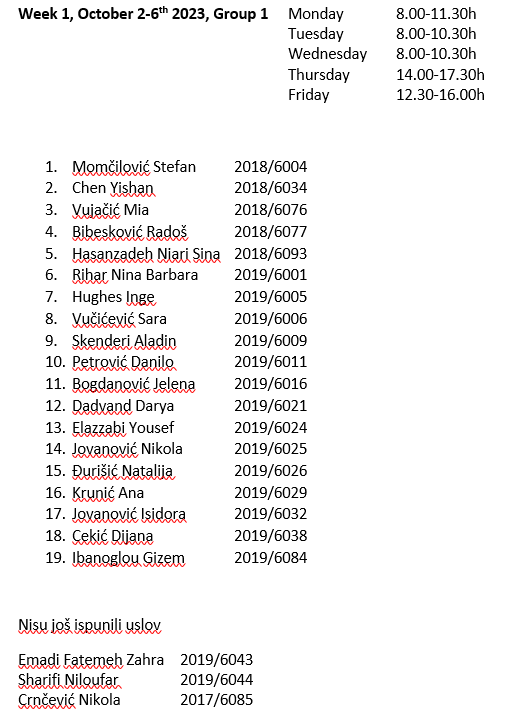 Week 1, October 2-6th 2023, Group 1 Monday 8.00-11.30h
Tuesday 8.00-10.30h
Wednesday 8.00-10.30h
Thursday 14.00-17.30h
Friday 12.30-16.00h
1. Momčilović Stefan 2018/6004
2. Chen Yishan 2018/6034
3. Vujačić Mia 2018/6076
4. Bibesković Radoš 2018/6077
5. Hasanzadeh Niari Sina 2018/6093
6. Rihar Nina Barbara 2019/6001
7. Hughes Inge 2019/6005
8. Vučićević Sara 2019/6006
9. Skenderi Aladin 2019/6009
10. Petrović Danilo 2019/6011
11. Bogdanović Jelena 2019/6016
12. Dadvand Darya 2019/6021
13. Elazzabi Yousef 2019/6024
14. Jovanović Nikola 2019/6025
15. Đurišić Natalija 2019/6026
16. Krunić Ana 2019/6029
17. Jovanović Isidora 2019/6032
18. Cekić Dijana 2019/6038
19. Ibanoglou Gizem 2019/6084
Nisu još ispunili uslov
Emadi Fatemeh Zahra 2019/6043
Sharifi Niloufar 2019/6044
Crnčević Nikola 2017/6085